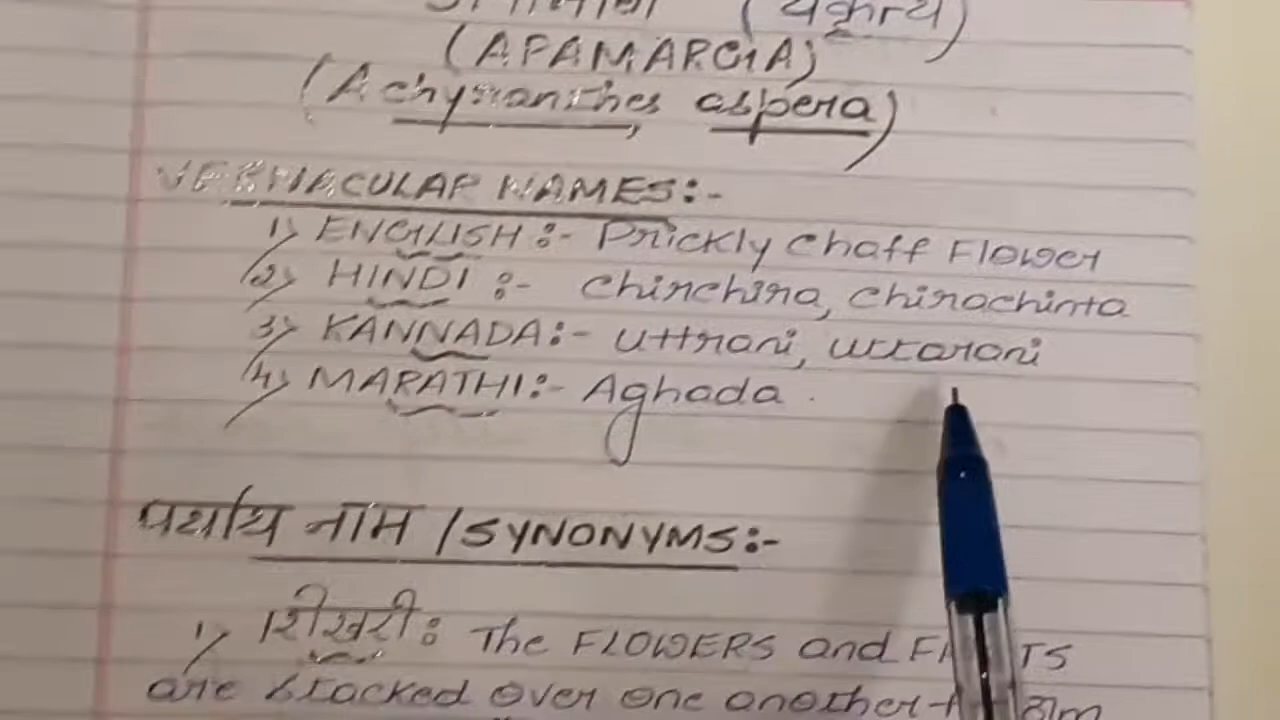 (APAMARGA)
(Achyranthes aspera)
VERNACULAR NAMES:-
1) ENGLISH:- Prickly Chaff Flower
2) HINDI:- Chirchira, Chirachinta
3) KANNADA:- Uttrani, Uttarani
4) MARATHI:- Aghada.
पर्याय नाम / SYNONYMS:-
1) शीखरी: The FLOWERS and
are stacked over one another